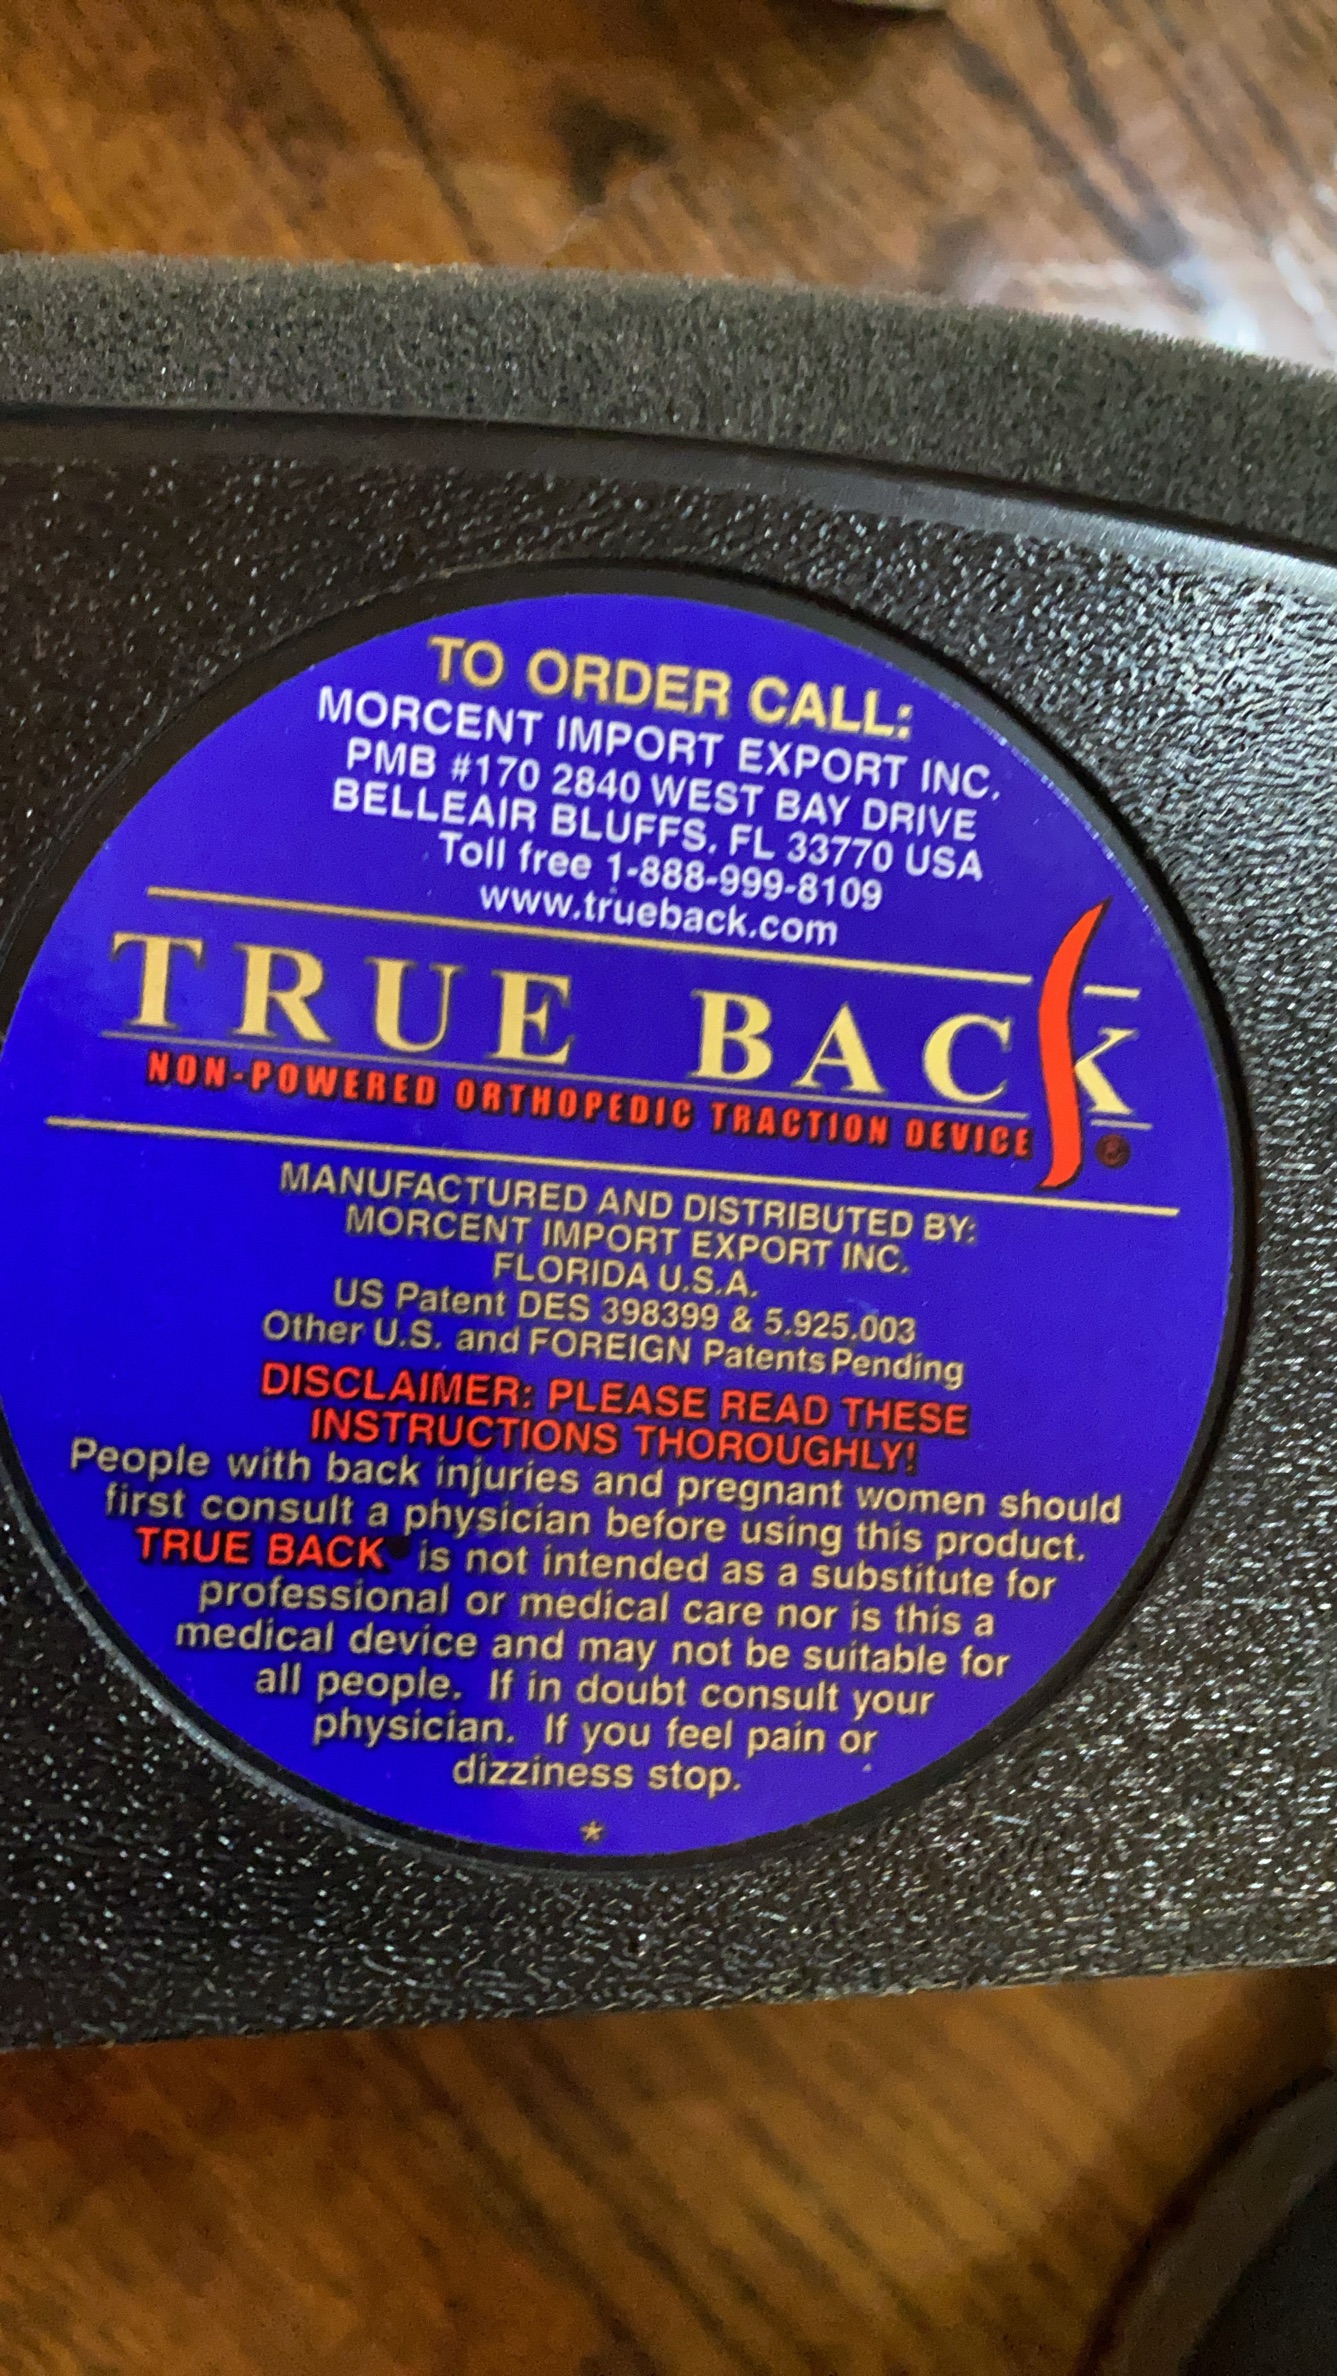 TO ORDER CALL:
MORCENT IMPORT EXPORT INC.
PMB #170 2840 WEST BAY DRIVE
BELLEAIR BLUFFS, FL 33770 USA
Toll free 1-888-999-8109
www.trueback.com
TRUE BACK
NON-POWERED ORTHOPEDIC TRACTION DEVICE ®
MANUFACTURED AND DISTRIBUTED BY:
MORCENT IMPORT EXPORT INC.
FLORIDA U.S.A.
US Patent DES 398399 & 5,925,003
Other U.S. and FOREIGN Patents Pending
DISCLAIMER: PLEASE READ THESE
INSTRUCTIONS THOROUGHLY!
People with back injuries and pregnant women should
first consult a physician before using this product.
TRUE BACK is not intended as a substitute for
professional or medical care nor is this a
medical device and may not be suitable for
all people. If in doubt consult your
physician. If you feel pain or
dizziness stop.
*